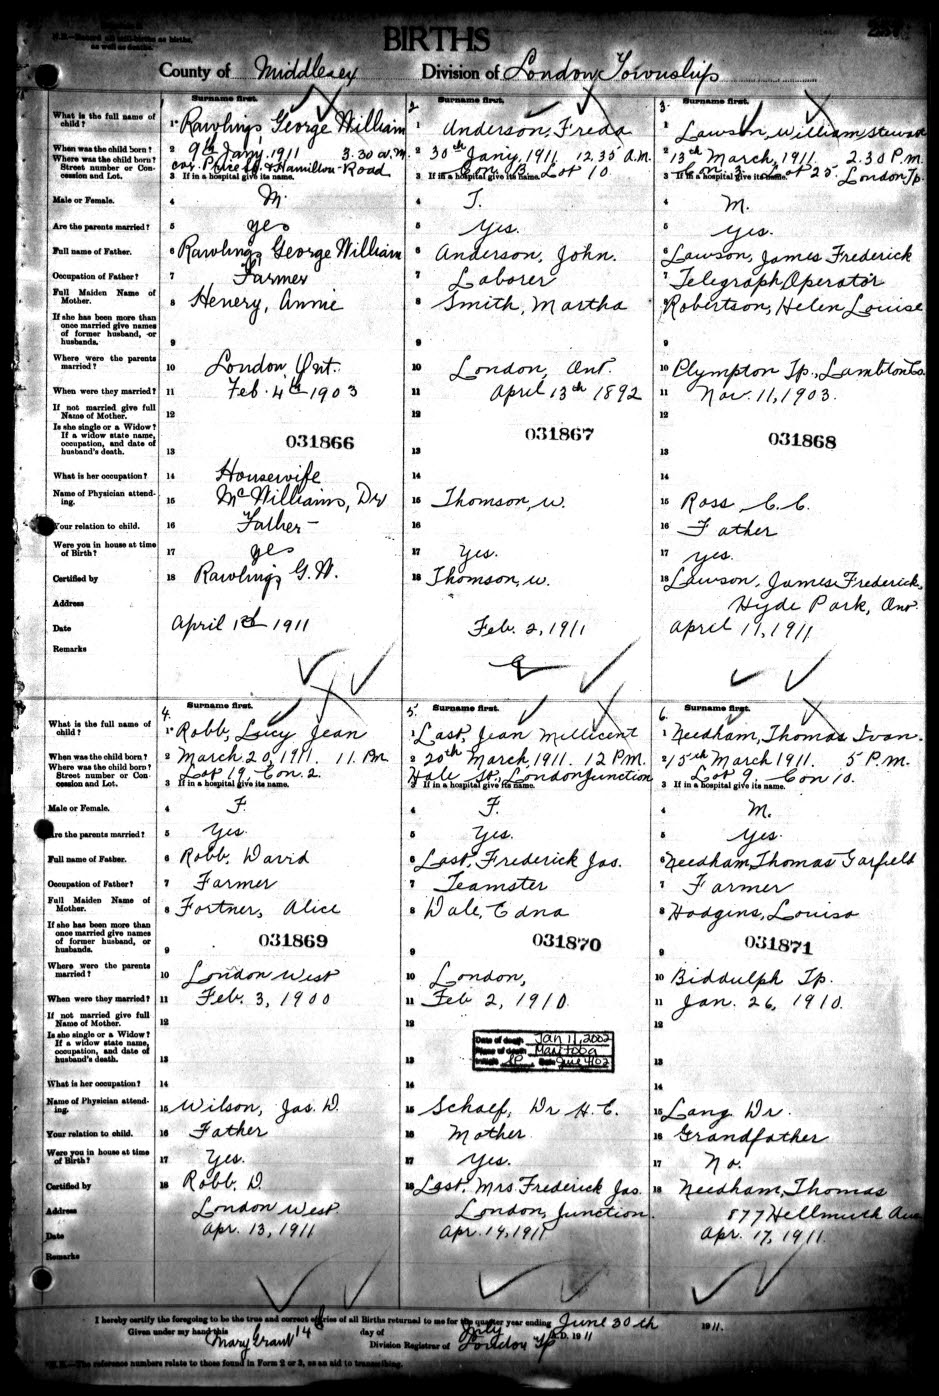 BIRTHS
County of Middlesex Division of London Township
Surname first. Surname first. Surname first.
1. 2. 3.
What is the full name of child? 1 Rawlings George William 1 Anderson, Freda 1 Lawson, William Stewart
When was the child born? 2 9th Jany, 1911 3.30 a.m. 2 30th Jany, 1911 12.35 A.M. 2 13th March, 1911. 2.30 P.M.
Where was the child born? Street number or Concession and Lot. 3 If in a hospital give its name. Hamilton Road 3 If in a hospital give its name. Con. 3. Lot 10. 3 If in a hospital give its name. Con 3. Lot 25. London Tp.
Male or Female. 4 M. 4 F. 4 M.
Are the parents married? 5 yes 5 Yes. 5 yes.
Full name of Father. 6 Rawlings George William 6 Anderson, John. 6 Lawson, James Frederick
Occupation of Father? 7 Farmer 7 Laborer 7 Telegraph Operator
Full Maiden Name of Mother. 8 Henery, Annie 8 Smith, Martha 8 Robertson, Helen Louise
If she has been more than once married give names of former husband, or husbands. 9 9 9
Where were the parents married? 10 London, Ont. 10 London, Ont. 10 Plympton Tp., Lambton Co.
When were they married? 11 Feb. 4th 1903 11 April 13th 1892 11 Nov. 11, 1903.
If not married give full Name of Mother. 12 12 12
Is she single or a Widow? If a widow state name, occupation, and date of husband's death. 13 031866 13 031867 13 031868
What is her occupation? 14 Housewife 14 14
Name of Physician attending. 15 McWilliams, Dr 15 Thomson, W. 15 Ross C. C.
Your relation to child. 16 Father 16 16 Father
Were you in house at time of Birth? 17 yes 17 Yes. 17 yes.
Certified by 18 Rawlings, G. W. 18 Thomson, W. 18 Lawson, James Frederick,
Address Hyde Park, Ont
Date April 1st 1911 Feb. 2, 1911 April 11, 1911
Remarks
Surname first. Surname first. Surname first.
4. 5. 6.
What is the full name of child? 1 Robb, Lucy Jean 1 Last, Jean Millicent 1 Needham, Thomas Ivan.
When was the child born? 2 March 20, 1911. 11. P.M. 2 20th March, 1911. 12 P.M. 2 15th March 1911. 5 P.M.
Where was the child born? Street number or Concession and Lot. 3 If in a hospital give its name. Lot 19, Con. 2. 3 If in a hospital give its name. Hale St., London Junction 3 If in a hospital give its name. Lot 9. Con 10.
Male or Female. 4 F. 4 F. 4 M.
Are the parents married? 5 Yes. 5 Yes. 5 yes.
Full name of Father. 6 Robb, David 6 Last, Frederick Jas. 6 Needham, Thomas Garfield
Occupation of Father? 7 Farmer 7 Teamster 7 Farmer
Full Maiden Name of Mother. 8 Fortner, Alice 8 Dale, Edna 8 Hodgins, Louisa
If she has been more than once married give names of former husband, or husbands. 9 031869 9 031870 9 031871
Where were the parents married? 10 London West 10 London, 10 Biddulph Tp.
When were they married? 11 Feb. 3, 1900 11 Feb 2, 1910. 11 Jan. 26, 1910.
If not married give full Name of Mother. 12 12 12
Is she single or a Widow? If a widow state name, occupation, and date of husband's death. 13 13 Date of death Jan 11, 2002 Place of death Manitoba Initials SP Date June 4/02 13
What is her occupation? 14 14 14
Name of Physician attending. 15 Wilson, Jas. D. 15 Schaef, Dr H. C. 15 Lang Dr.
Your relation to child. 16 Father 16 Mother. 16 Grandfather
Were you in house at time of Birth? 17 Yes. 17 Yes. 17 No.
Certified by 18 Robb. D. 18 Last, Mrs Frederick Jas. 18 Needham, Thomas
Address London West London, Junction. 877 Hellmuth Ave
Date Apr. 13, 1911 Apr. 14, 1911 Apr. 17, 1911.
Remarks
I hereby certify the foregoing to be the true and correct entries of all Births returned to me for the quarter year ending June 30th 1911.
Given under my hand this 14 day of July A.D. 1911
Mary Grant Division Registrar of London Tp
N.B.—The reference numbers relate to those found in Form 2 or 3, as an aid to transcribing.